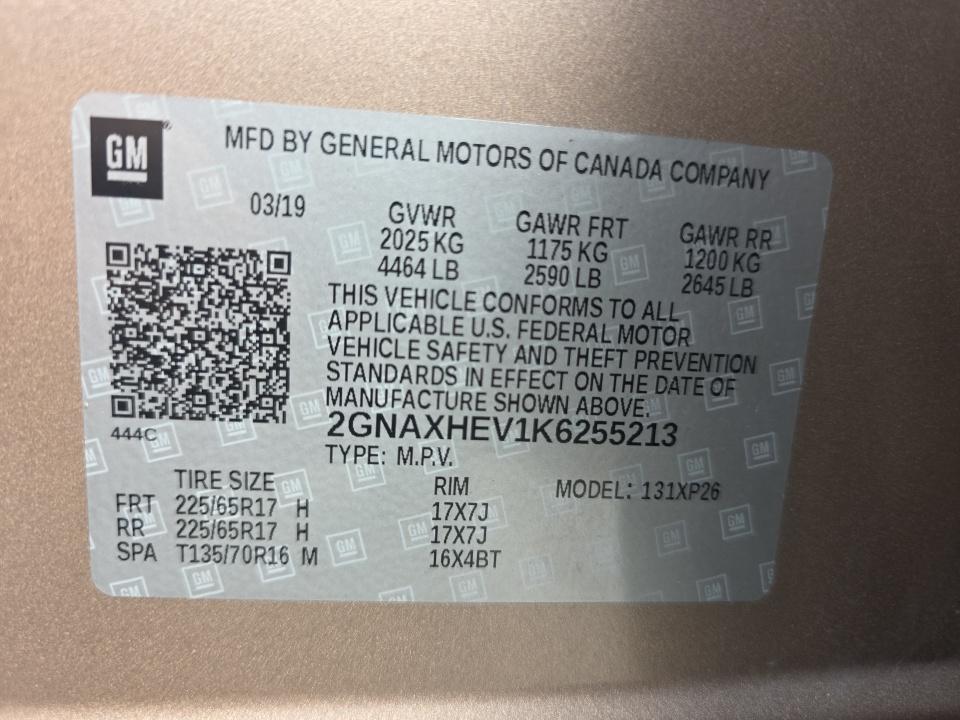 GM
MFD BY GENERAL MOTORS OF CANADA COMPANY
03/19
GVWR GAWR FRT GAWR RR
2025 KG 1175 KG 1200 KG
4464 LB 2590 LB 2645 LB
THIS VEHICLE CONFORMS TO ALL
APPLICABLE U.S. FEDERAL MOTOR
VEHICLE SAFETY AND THEFT PREVENTION
STANDARDS IN EFFECT ON THE DATE OF
MANUFACTURE SHOWN ABOVE.
444C
2GNAXHEV1K6255213
TYPE: M.P.V.
TIRE SIZE RIM MODEL: 131XP26
FRT 225/65R17 H 17X7J
RR 225/65R17 H 17X7J
SPA T135/70R16 M 16X4BT